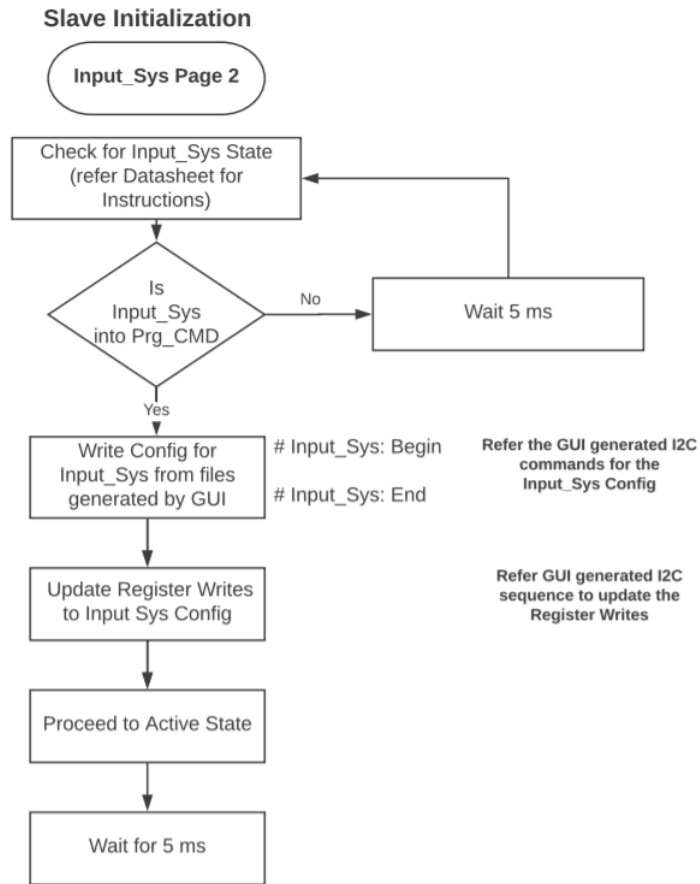 Slave Initialization
Input_Sys Page 2
Check for Input_Sys State
(refer Datasheet for
Instructions)
Is
Input_Sys
into Prg_CMD
No
Wait 5 ms
Yes
Write Config for
Input_Sys from files
generated by GUI
# Input_Sys: Begin
# Input_Sys: End
Refer the GUI generated I2C
commands for the
Input_Sys Config
Update Register Writes
to Input Sys Config
Refer GUI generated I2C
sequence to update the
Register Writes
Proceed to Active State
Wait for 5 ms